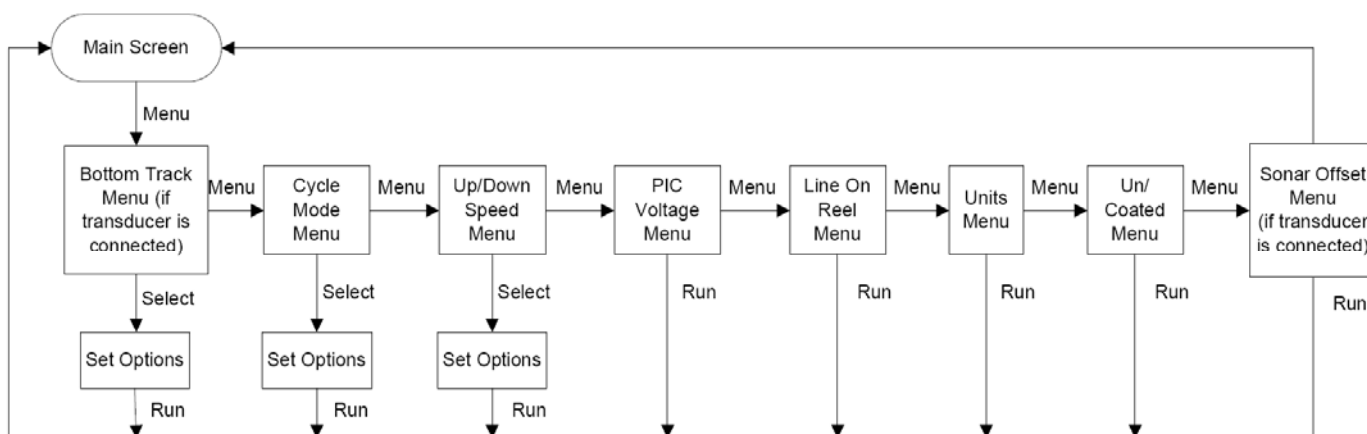 Main Screen
Menu
Bottom Track
Menu (if
transducer is
connected)
Menu
Cycle
Mode
Menu
Menu
Up/Down
Speed
Menu
Menu
PIC
Voltage
Menu
Menu
Line On
Reel
Menu
Menu
Units
Menu
Menu
Un/
Coated
Menu
Menu
Sonar Offset
Menu
(if transducer
is connected)
Select
Select
Select
Run
Run
Run
Run
Run
Set Options
Set Options
Set Options
Run
Run
Run